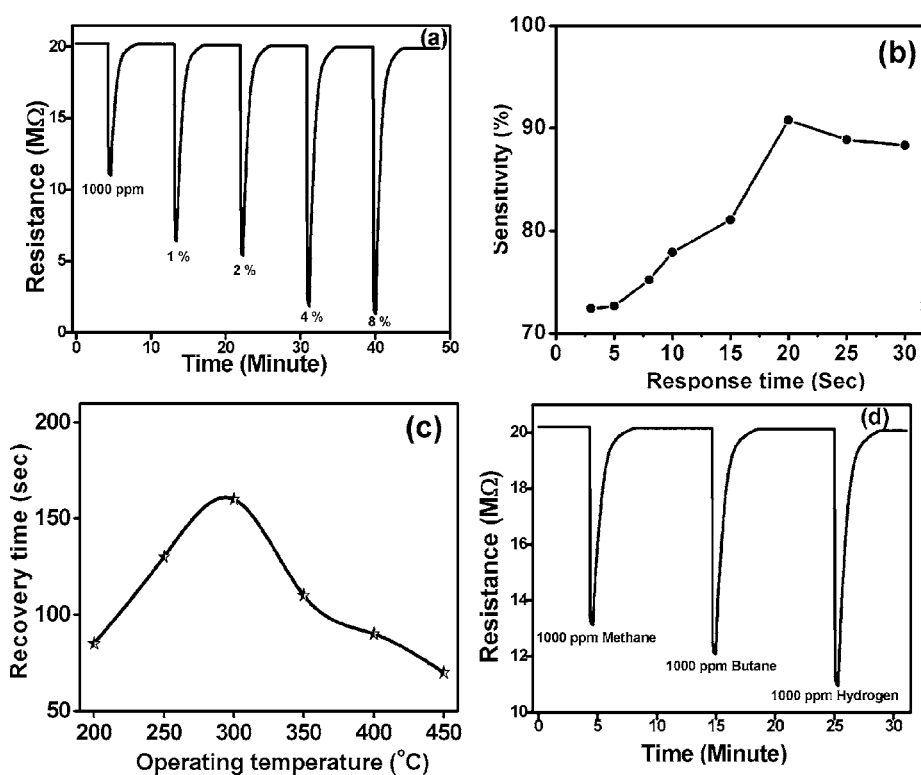 (a)
20
15
10
5
0
Resistance (MΩ)
1000 ppm
1 %
2 %
4 %
8 %
0 10 20 30 40 50
Time (Minute)
(b)
100
90
80
70
Sensitivity (%)
0 5 10 15 20 25 30
Response time (Sec)
(c)
200
150
100
50
Recovery time (sec)
200 250 300 350 400 450
Operating temperature (°C)
(d)
20
18
16
14
12
10
Resistance (MΩ)
1000 ppm Methane
1000 ppm Butane
1000 ppm Hydrogen
0 5 10 15 20 25 30
Time (Minute)